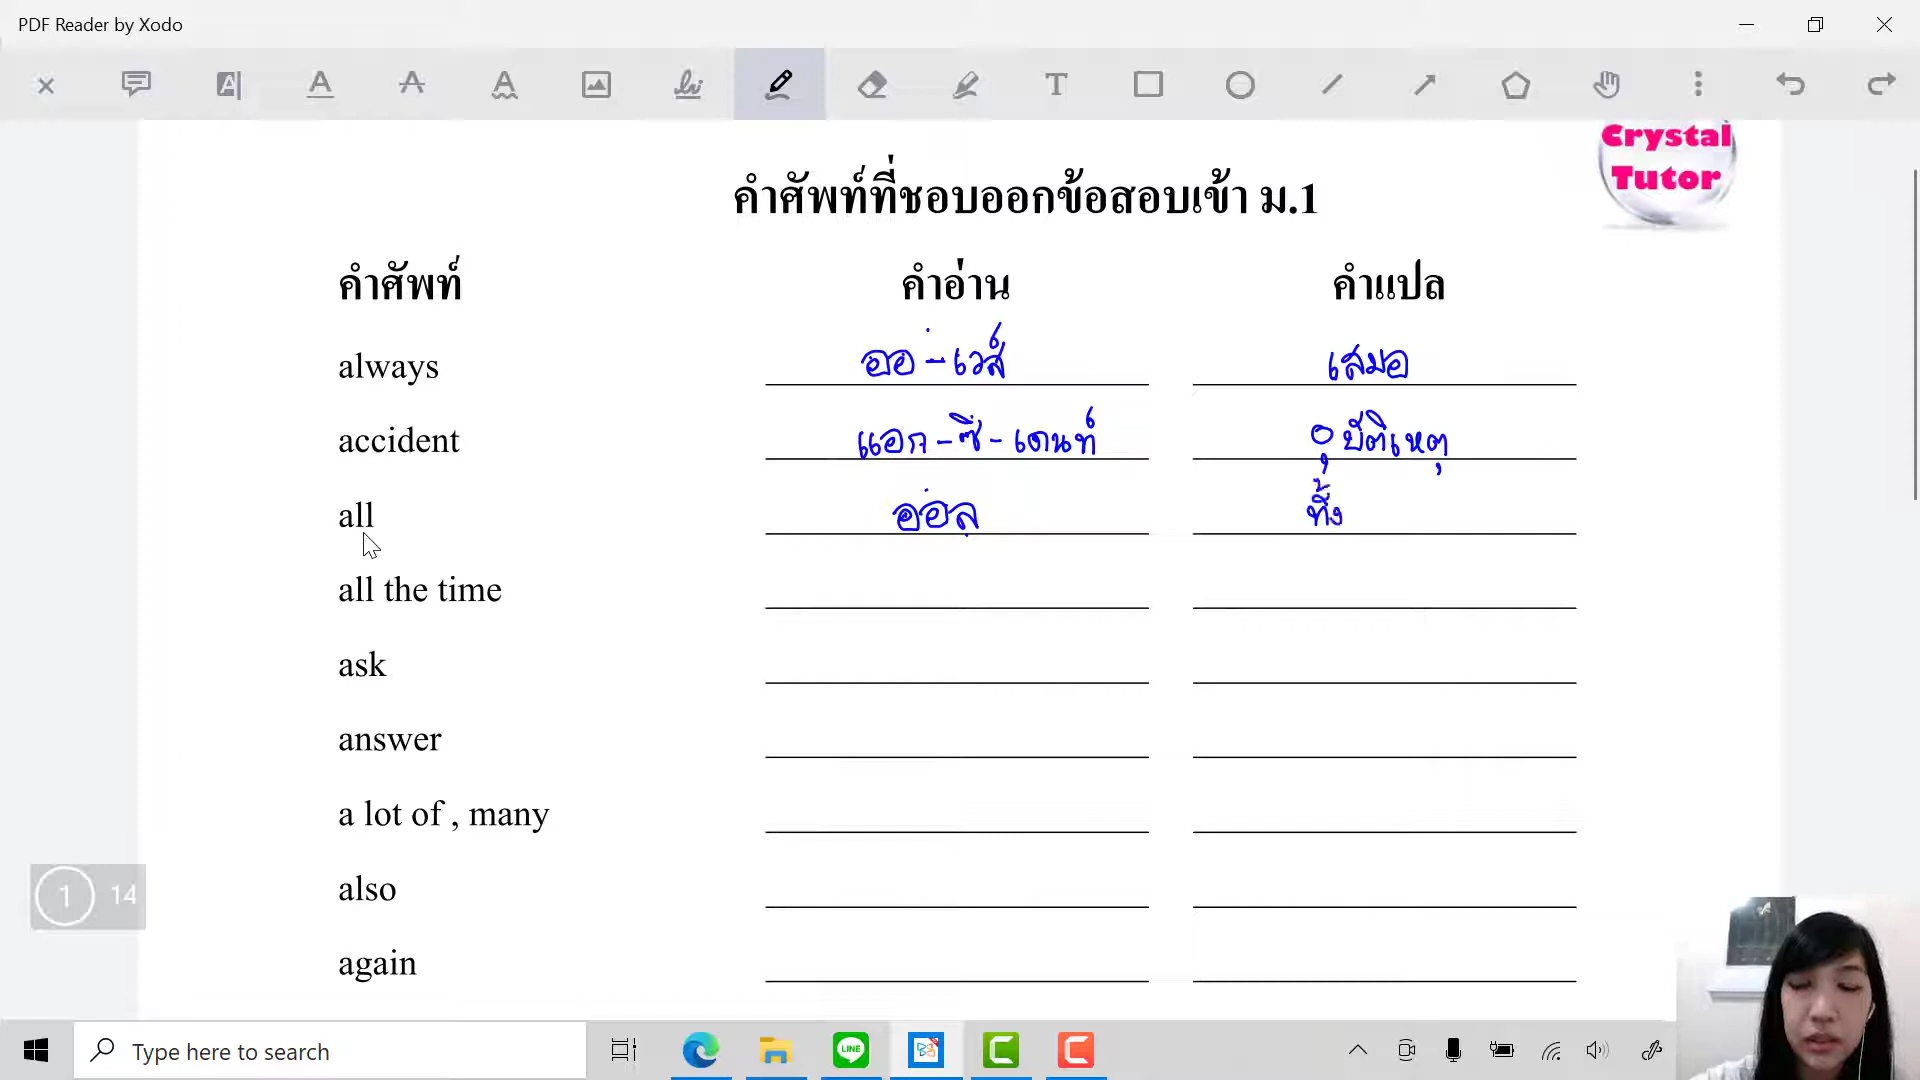 PDF Reader by Xodo
Crystal
Tutor
คำศัพท์ที่ชอบออกข้อสอบเข้า ม.1
คำศัพท์ คำอ่าน คำแปล
always ออ-เวส์ เสมอ
accident แอก-ซิ-เดนท์ อุบัติเหตุ
all ออล ทั้ง
all the time
ask
answer
a lot of , many
also
again
1 14
Type here to search